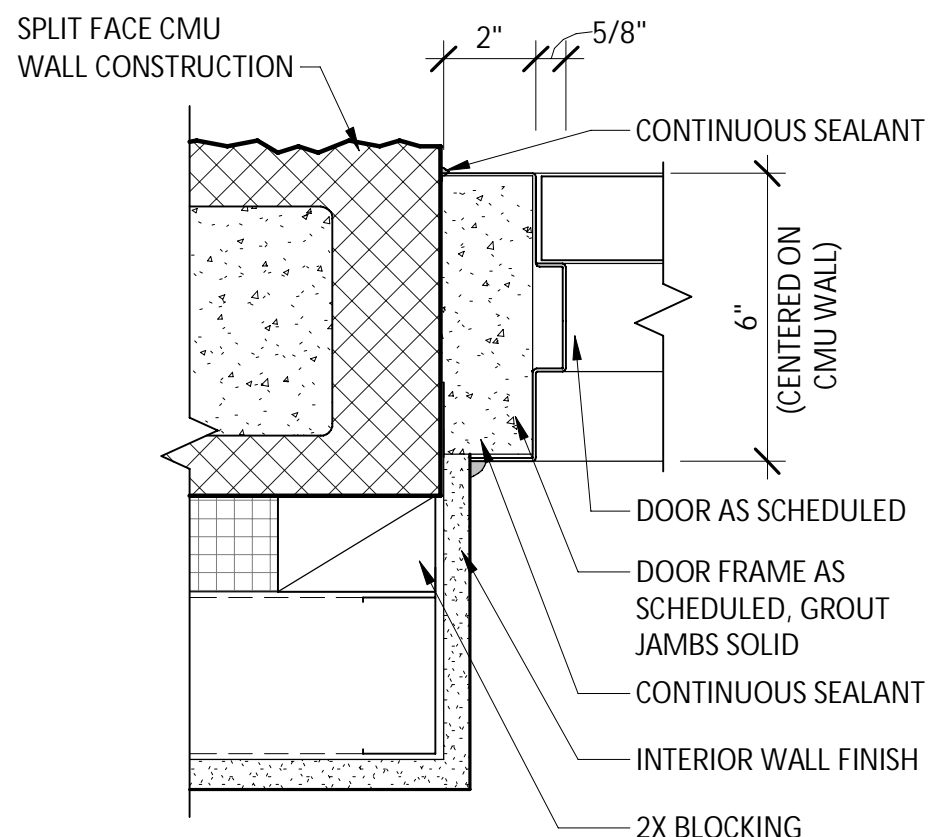 SPLIT FACE CMU
WALL CONSTRUCTION
2"
5/8"
CONTINUOUS SEALANT
6"
(CENTERED ON
CMU WALL)
DOOR AS SCHEDULED
DOOR FRAME AS
SCHEDULED, GROUT
JAMBS SOLID
CONTINUOUS SEALANT
INTERIOR WALL FINISH
2X BLOCKING